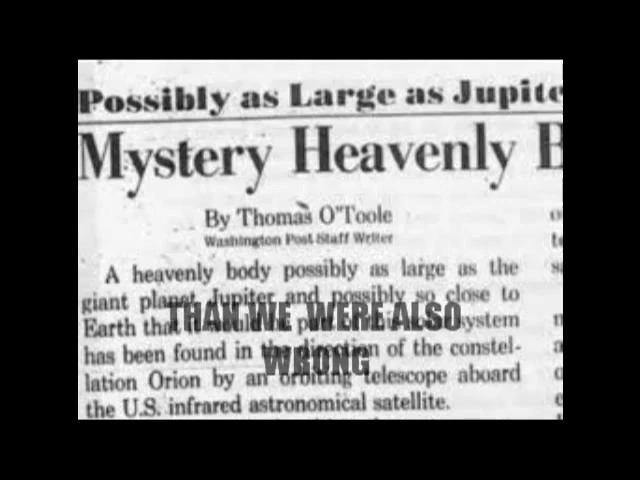 Possibly as Large as Jupite
Mystery Heavenly B
By Thomas O'Toole
Washington Post Staff Writer
A heavenly body possibly as large as the
giant planet Jupiter and possibly so close to
Earth that it would be part of system
has been found in the direction of the constel-
lation Orion by an orbiting telescope aboard
the U.S. infrared astronomical satellite.
THAN WE WERE ALSO
WRONG